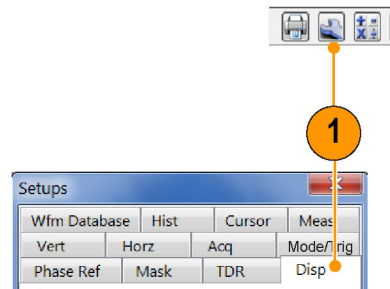 1
Setups
Wfm Database Hist Cursor Meas
Vert Horz Acq Mode/Trig
Phase Ref Mask TDR Disp